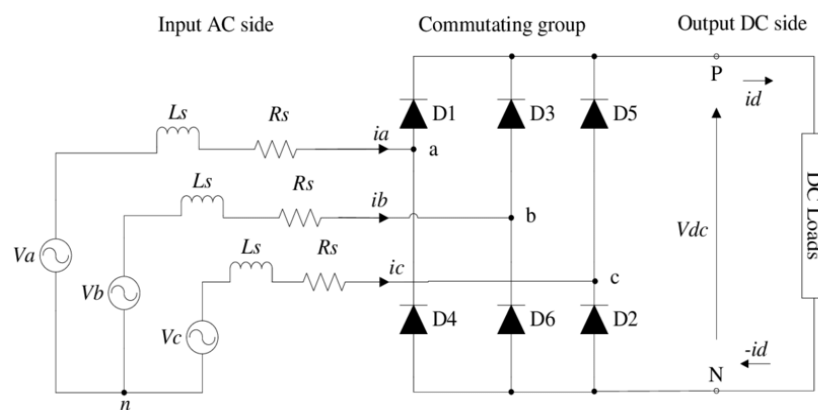 Input AC side
Commutating group
Output DC side
P
id
D1
D3
D5
Ls
Rs
ia
a
Ls
Rs
ib
b
Ls
Rs
ic
c
Va
Vb
Vc
Vdc
DC Loads
D4
D6
D2
-id
N
n